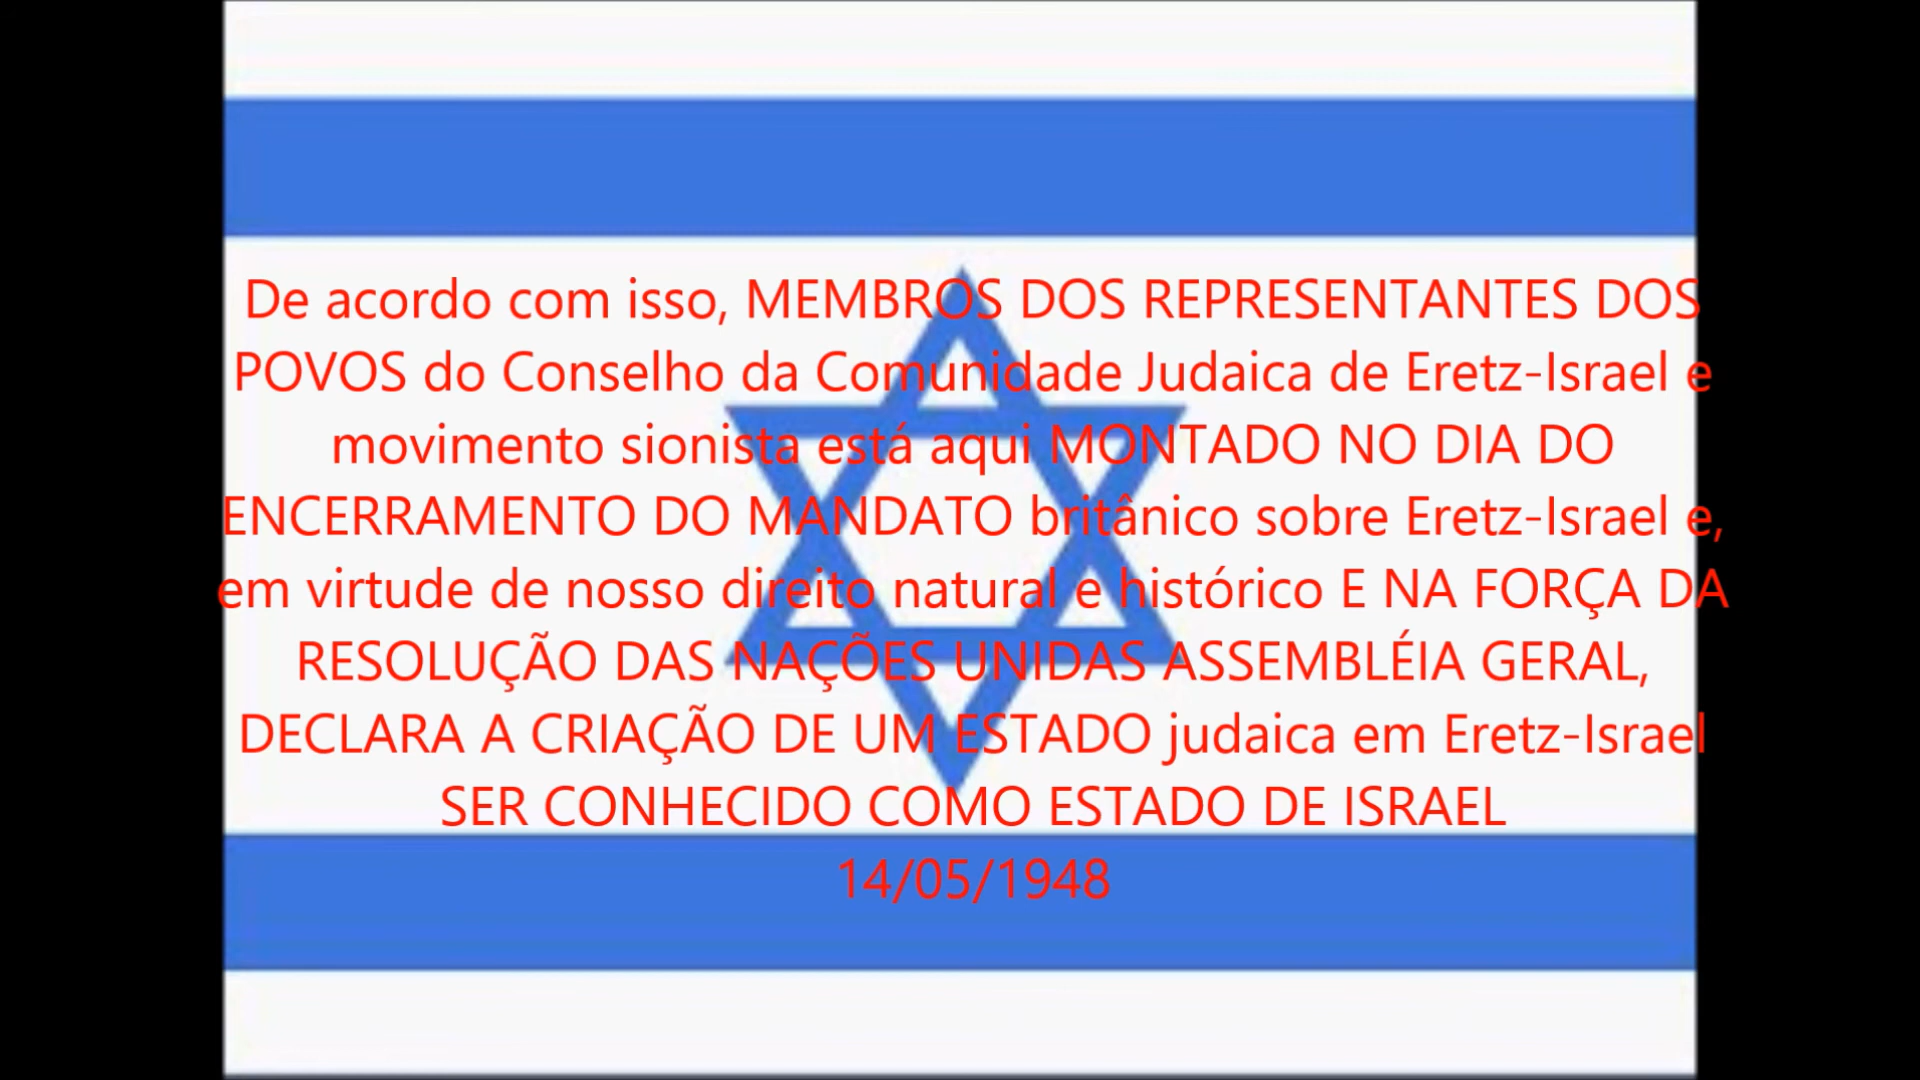 De acordo com isso, MEMBROS DOS REPRESENTANTES DOS
POVOS do Conselho da Comunidade Judaica de Eretz-Israel e
movimento sionista está aqui MONTADO NO DIA DO
ENCERRAMENTO DO MANDATO britânico sobre Eretz-Israel e,
em virtude de nosso direito natural e histórico E NA FORÇA DA
RESOLUÇÃO DAS NAÇÕES UNIDAS ASSEMBLÉIA GERAL,
DECLARA A CRIAÇÃO DE UM ESTADO judaica em Eretz-Israel
SER CONHECIDO COMO ESTADO DE ISRAEL
14/05/1948